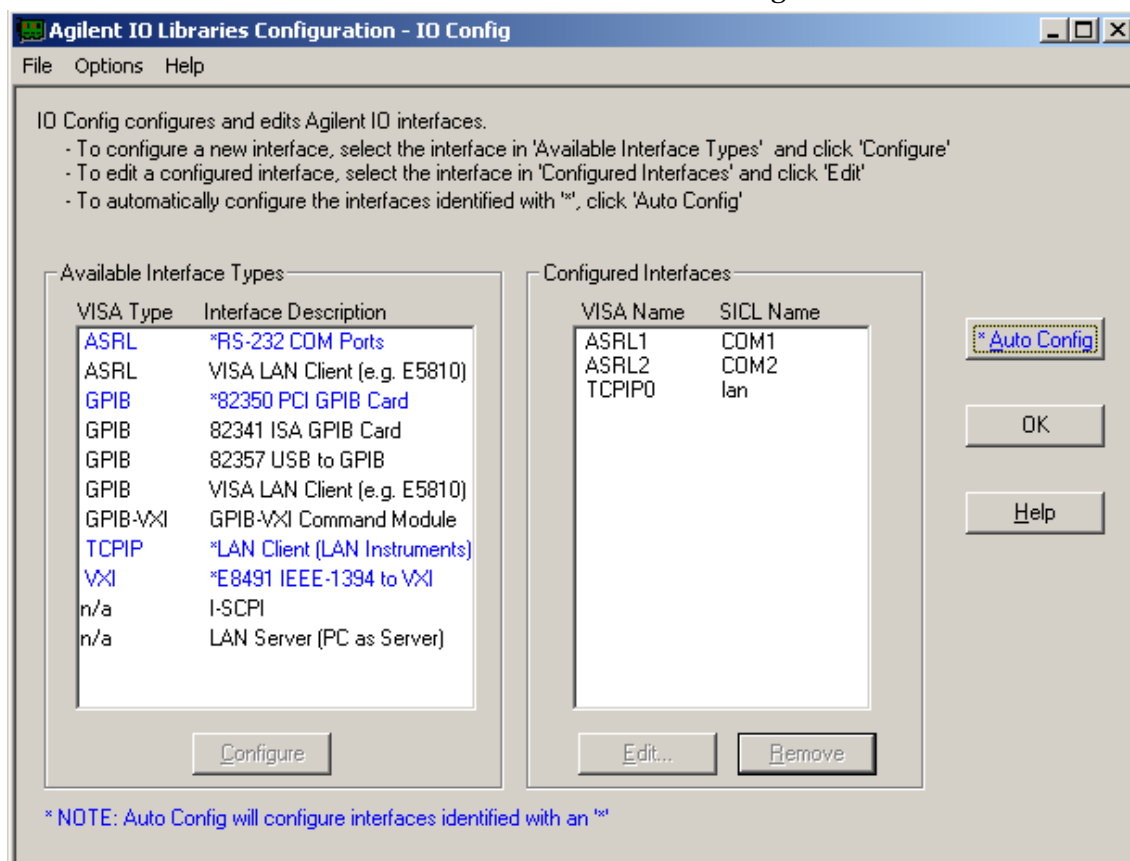 Agilent IO Libraries Configuration - IO Config
File Options Help
IO Config configures and edits Agilent IO interfaces.
- To configure a new interface, select the interface in 'Available Interface Types' and click 'Configure'
- To edit a configured interface, select the interface in 'Configured Interfaces' and click 'Edit'
- To automatically configure the interfaces identified with '*', click 'Auto Config'
Available Interface Types
VISA Type Interface Description
ASRL *RS-232 COM Ports
ASRL VISA LAN Client (e.g. E5810)
GPIB *82350 PCI GPIB Card
GPIB 82341 ISA GPIB Card
GPIB 82357 USB to GPIB
GPIB VISA LAN Client (e.g. E5810)
GPIB-VXI GPIB-VXI Command Module
TCPIP *LAN Client (LAN Instruments)
VXI *E8491 IEEE-1394 to VXI
n/a I-SCPI
n/a LAN Server (PC as Server)
Configure
Configured Interfaces
VISA Name SICL Name
ASRL1 COM1
ASRL2 COM2
TCPIP0 lan
Edit... Remove
* Auto Config
OK
Help
* NOTE: Auto Config will configure interfaces identified with an '*'